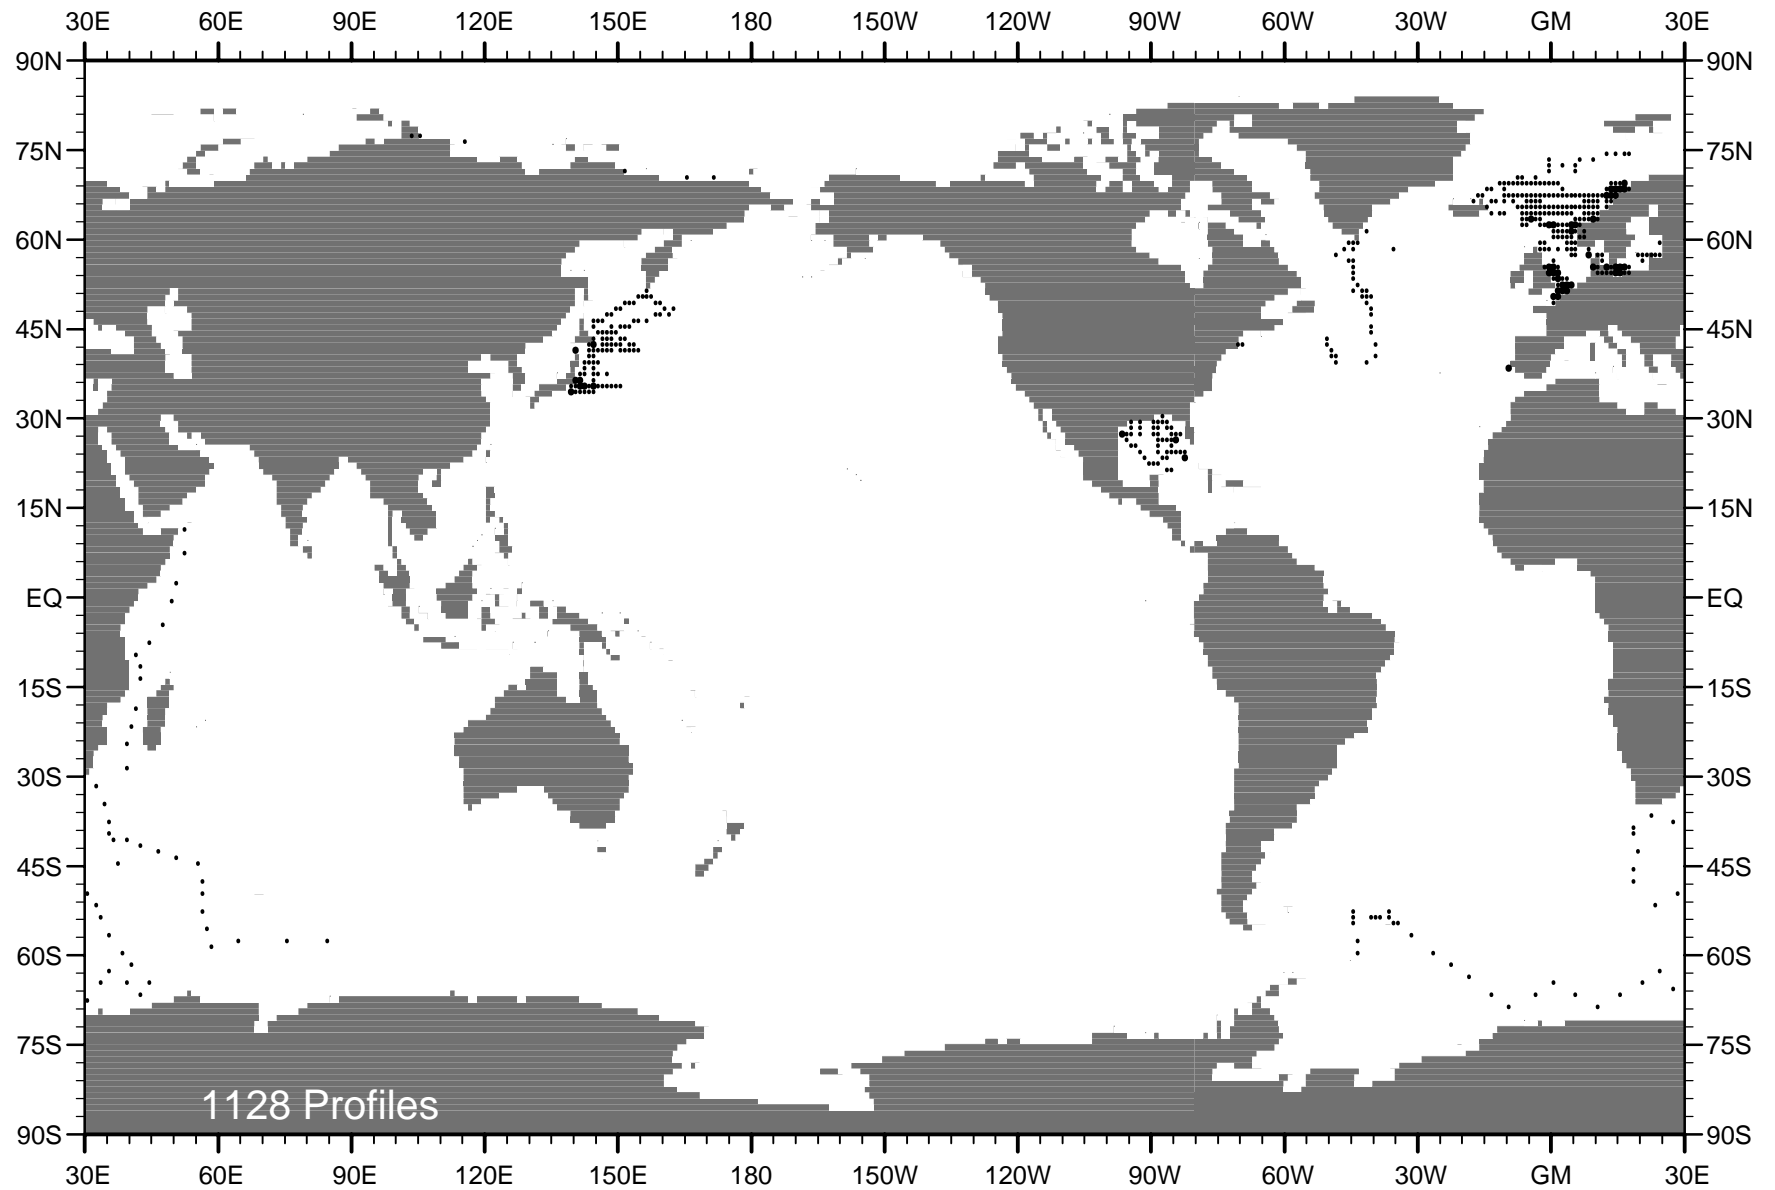 30E 60E 90E 120E 150E 180 150W 120W 90W 60W 30W GM 30E
90N 90N
75N 75N
60N 60N
45N 45N
30N 30N
15N 15N
EQ EQ
15S 15S
30S 30S
45S 45S
60S 60S
75S 75S
1128 Profiles
90S 90S
30E 60E 90E 120E 150E 180 150W 120W 90W 60W 30W GM 30E